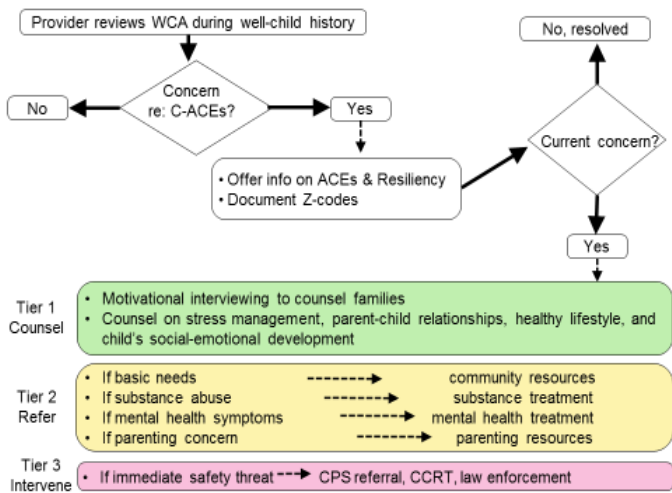 Provider reviews WCA during well-child history
No, resolved
Concern
re: C-ACEs?
No
Yes
Current concern?
• Offer info on ACEs & Resiliency
• Document Z-codes
Yes
Tier 1
Counsel
• Motivational interviewing to counsel families
• Counsel on stress management, parent-child relationships, healthy lifestyle, and
child's social-emotional development
Tier 2
Refer
• If basic needs community resources
• If substance abuse substance treatment
• If mental health symptoms mental health treatment
• If parenting concern parenting resources
Tier 3
Intervene
• If immediate safety threat CPS referral, CCRT, law enforcement